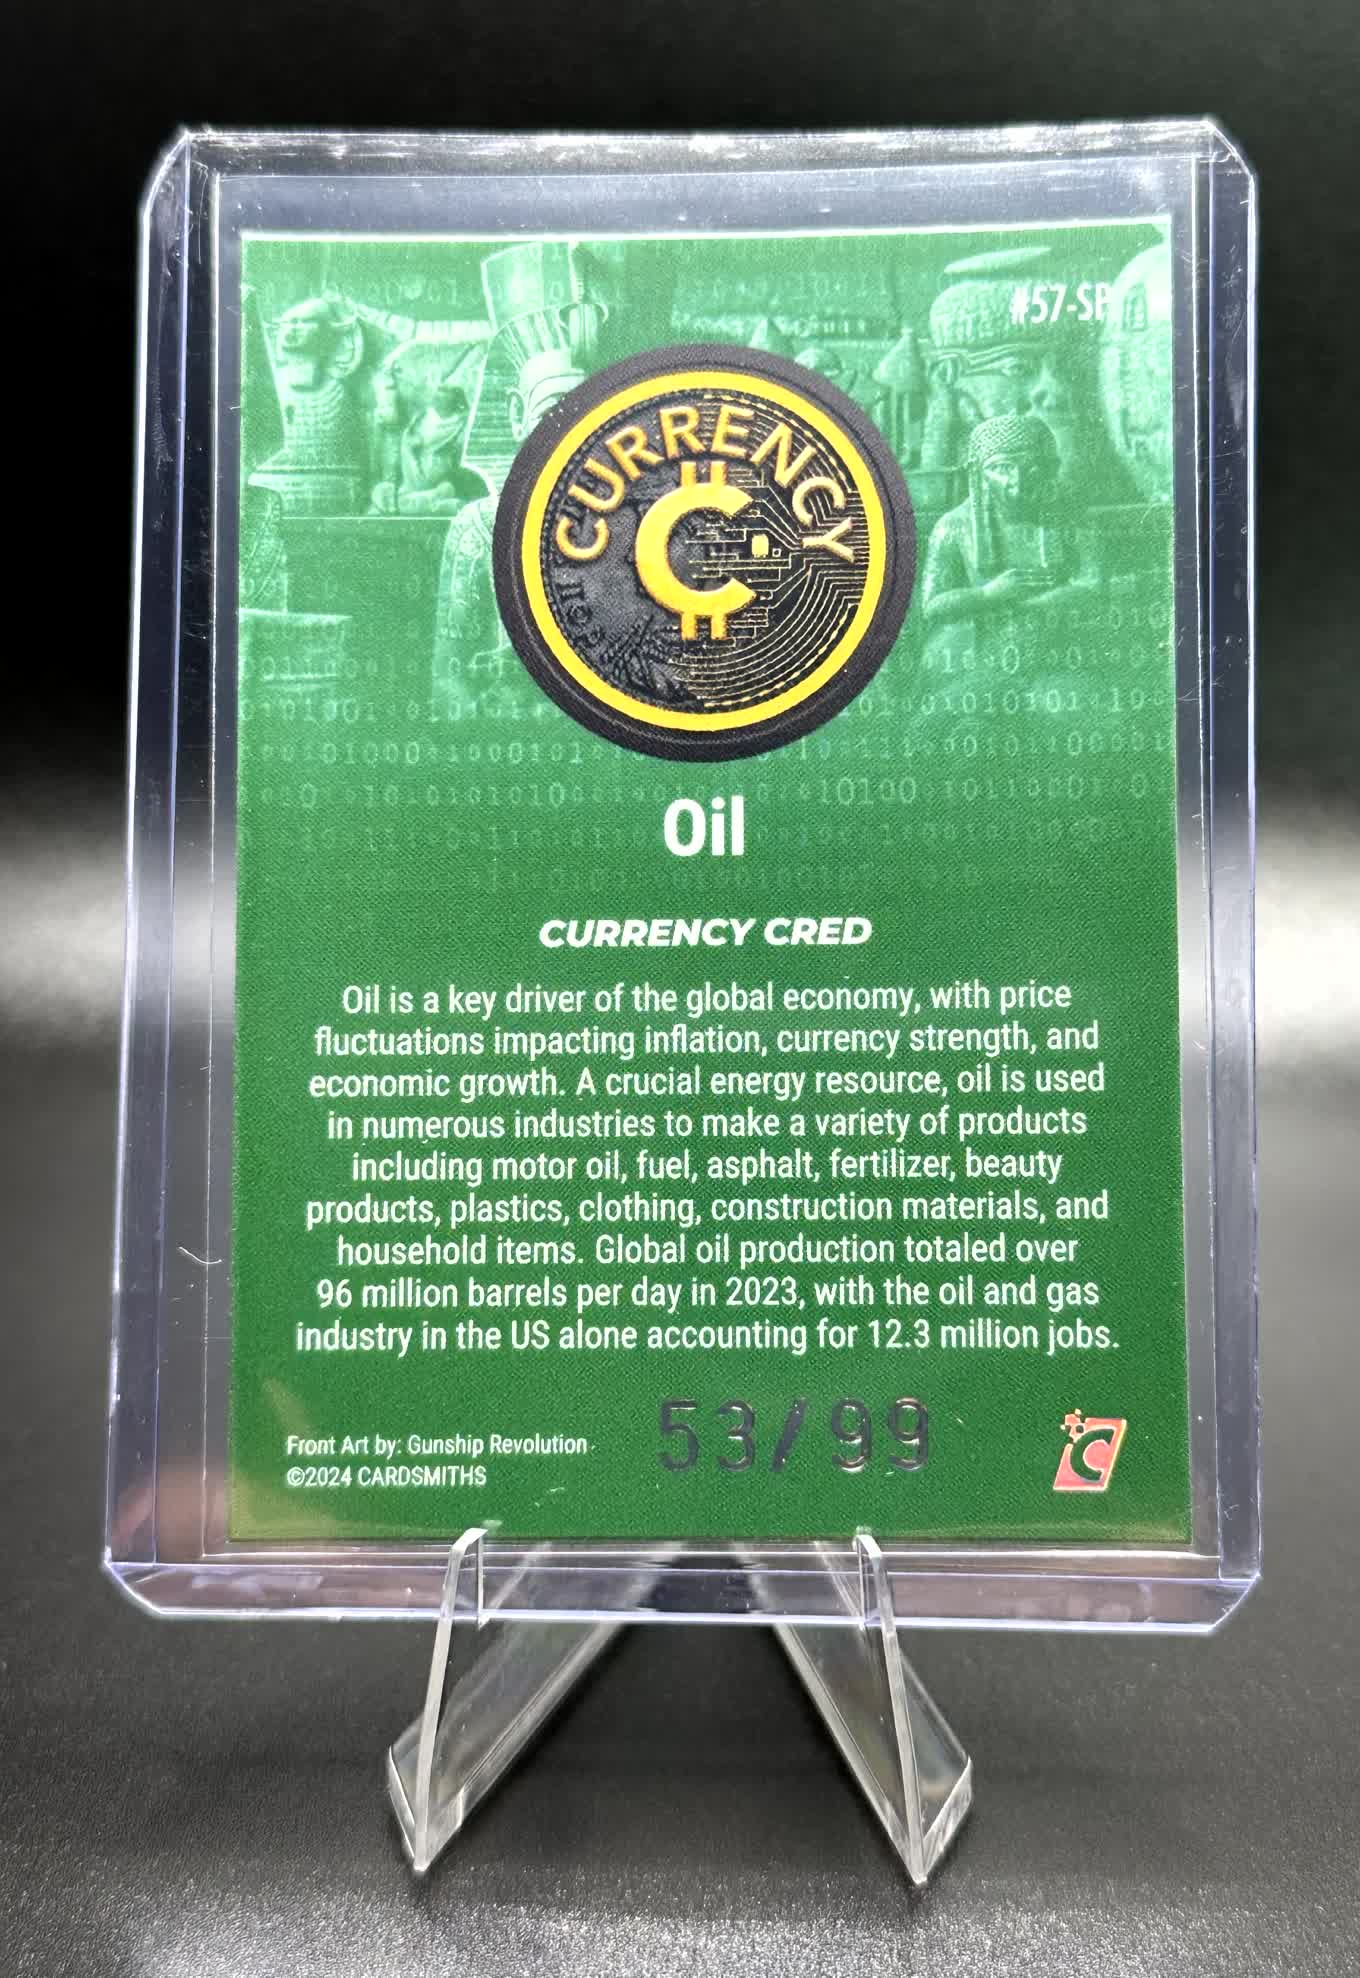 #57-SP
CURRENCY
Oil
CURRENCY CRED
Oil is a key driver of the global economy, with price
fluctuations impacting inflation, currency strength, and
economic growth. A crucial energy resource, oil is used
in numerous industries to make a variety of products
including motor oil, fuel, asphalt, fertilizer, beauty
products, plastics, clothing, construction materials, and
household items. Global oil production totaled over
96 million barrels per day in 2023, with the oil and gas
industry in the US alone accounting for 12.3 million jobs.
53/99
Front Art by: Gunship Revolution
©2024 CARDSMITHS
C